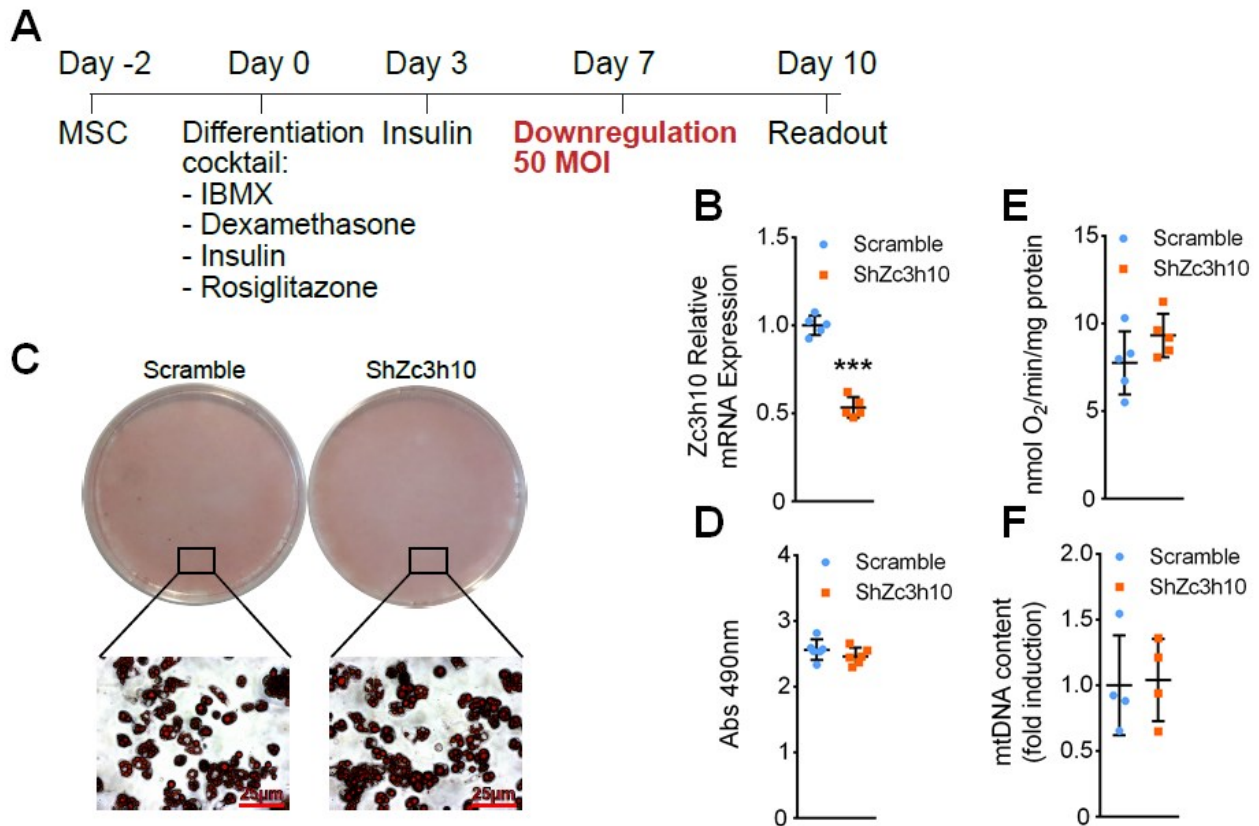 A
Day -2 Day 0 Day 3 Day 7 Day 10
MSC Differentiation Insulin Downregulation Readout
cocktail: 50 MOI
- IBMX
- Dexamethasone
- Insulin
- Rosiglitazone
B
Zc3h10 Relative
mRNA Expression
1.5
1.0
0.5
0
Scramble
ShZc3h10
***
E
nmol O₂/min/mg protein
15
10
5
0
Scramble
ShZc3h10
C
Scramble ShZc3h10
25µm 25µm
D
Abs 490nm
4
3
2
1
0
Scramble
ShZc3h10
F
mtDNA content
(fold induction)
2.0
1.5
1.0
0.5
0
Scramble
ShZc3h10